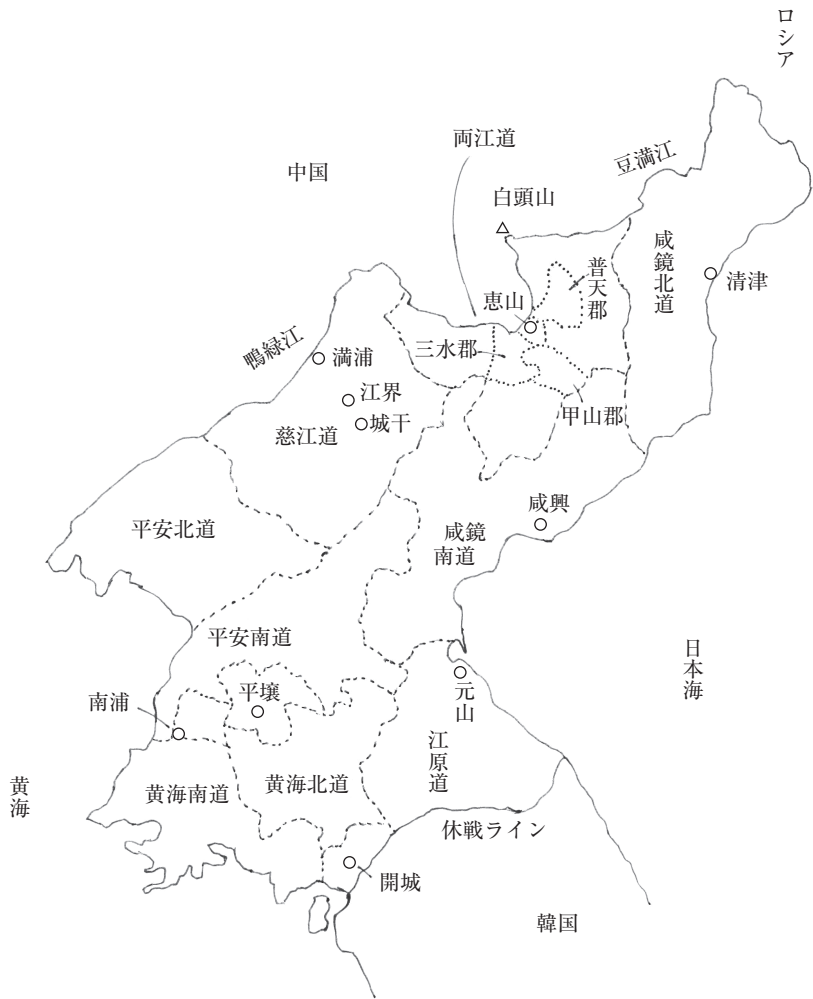 ロシア
中国
両江道
豆満江
白頭山
咸鏡北道
普天郡
清津
恵山
鴨緑江
満浦
三水郡
江界
城干
慈江道
甲山郡
平安北道
咸興
咸鏡
南道
平安南道
日本海
平壌
元山
南浦
江原道
黄海
黄海南道
黄海北道
休戦ライン
開城
韓国